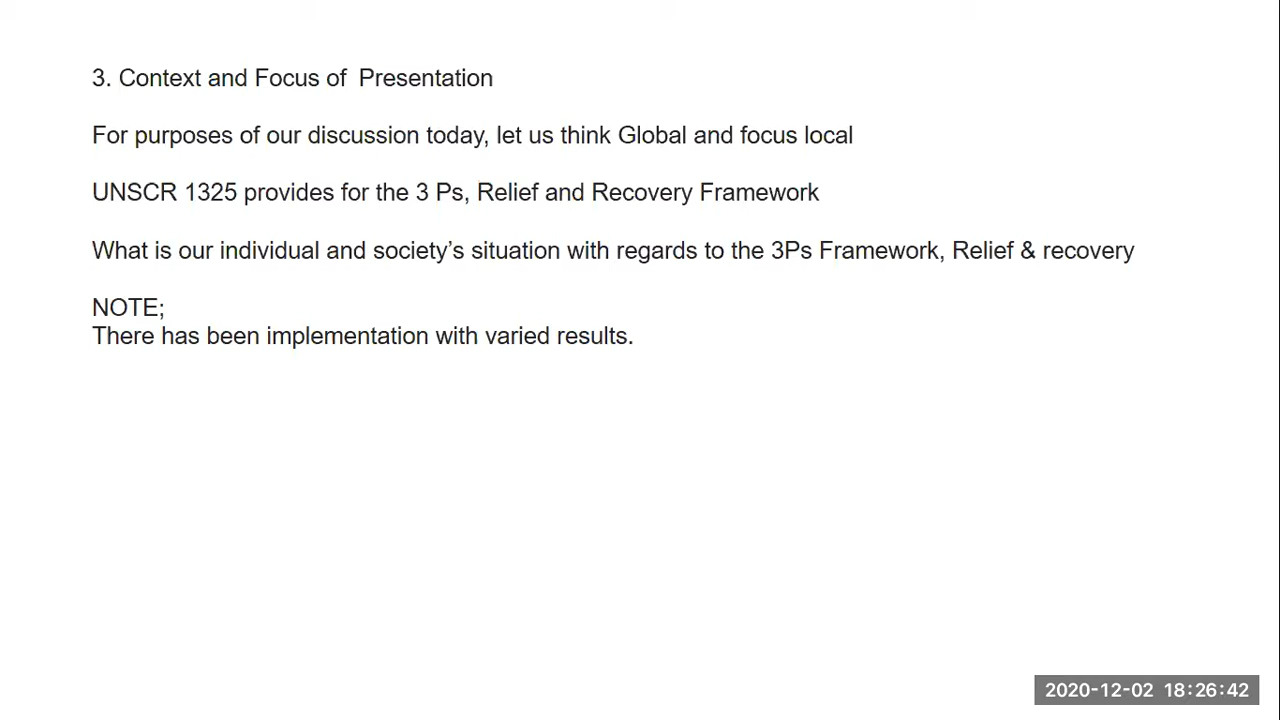 3. Context and Focus of  Presentation
For purposes of our discussion today, let us think Global and focus local
UNSCR 1325 provides for the 3 Ps, Relief and Recovery Framework
What is our individual and society’s situation with regards to the 3Ps Framework, Relief & recovery
NOTE;
There has been implementation with varied results.
2020-12-02 18:26:42